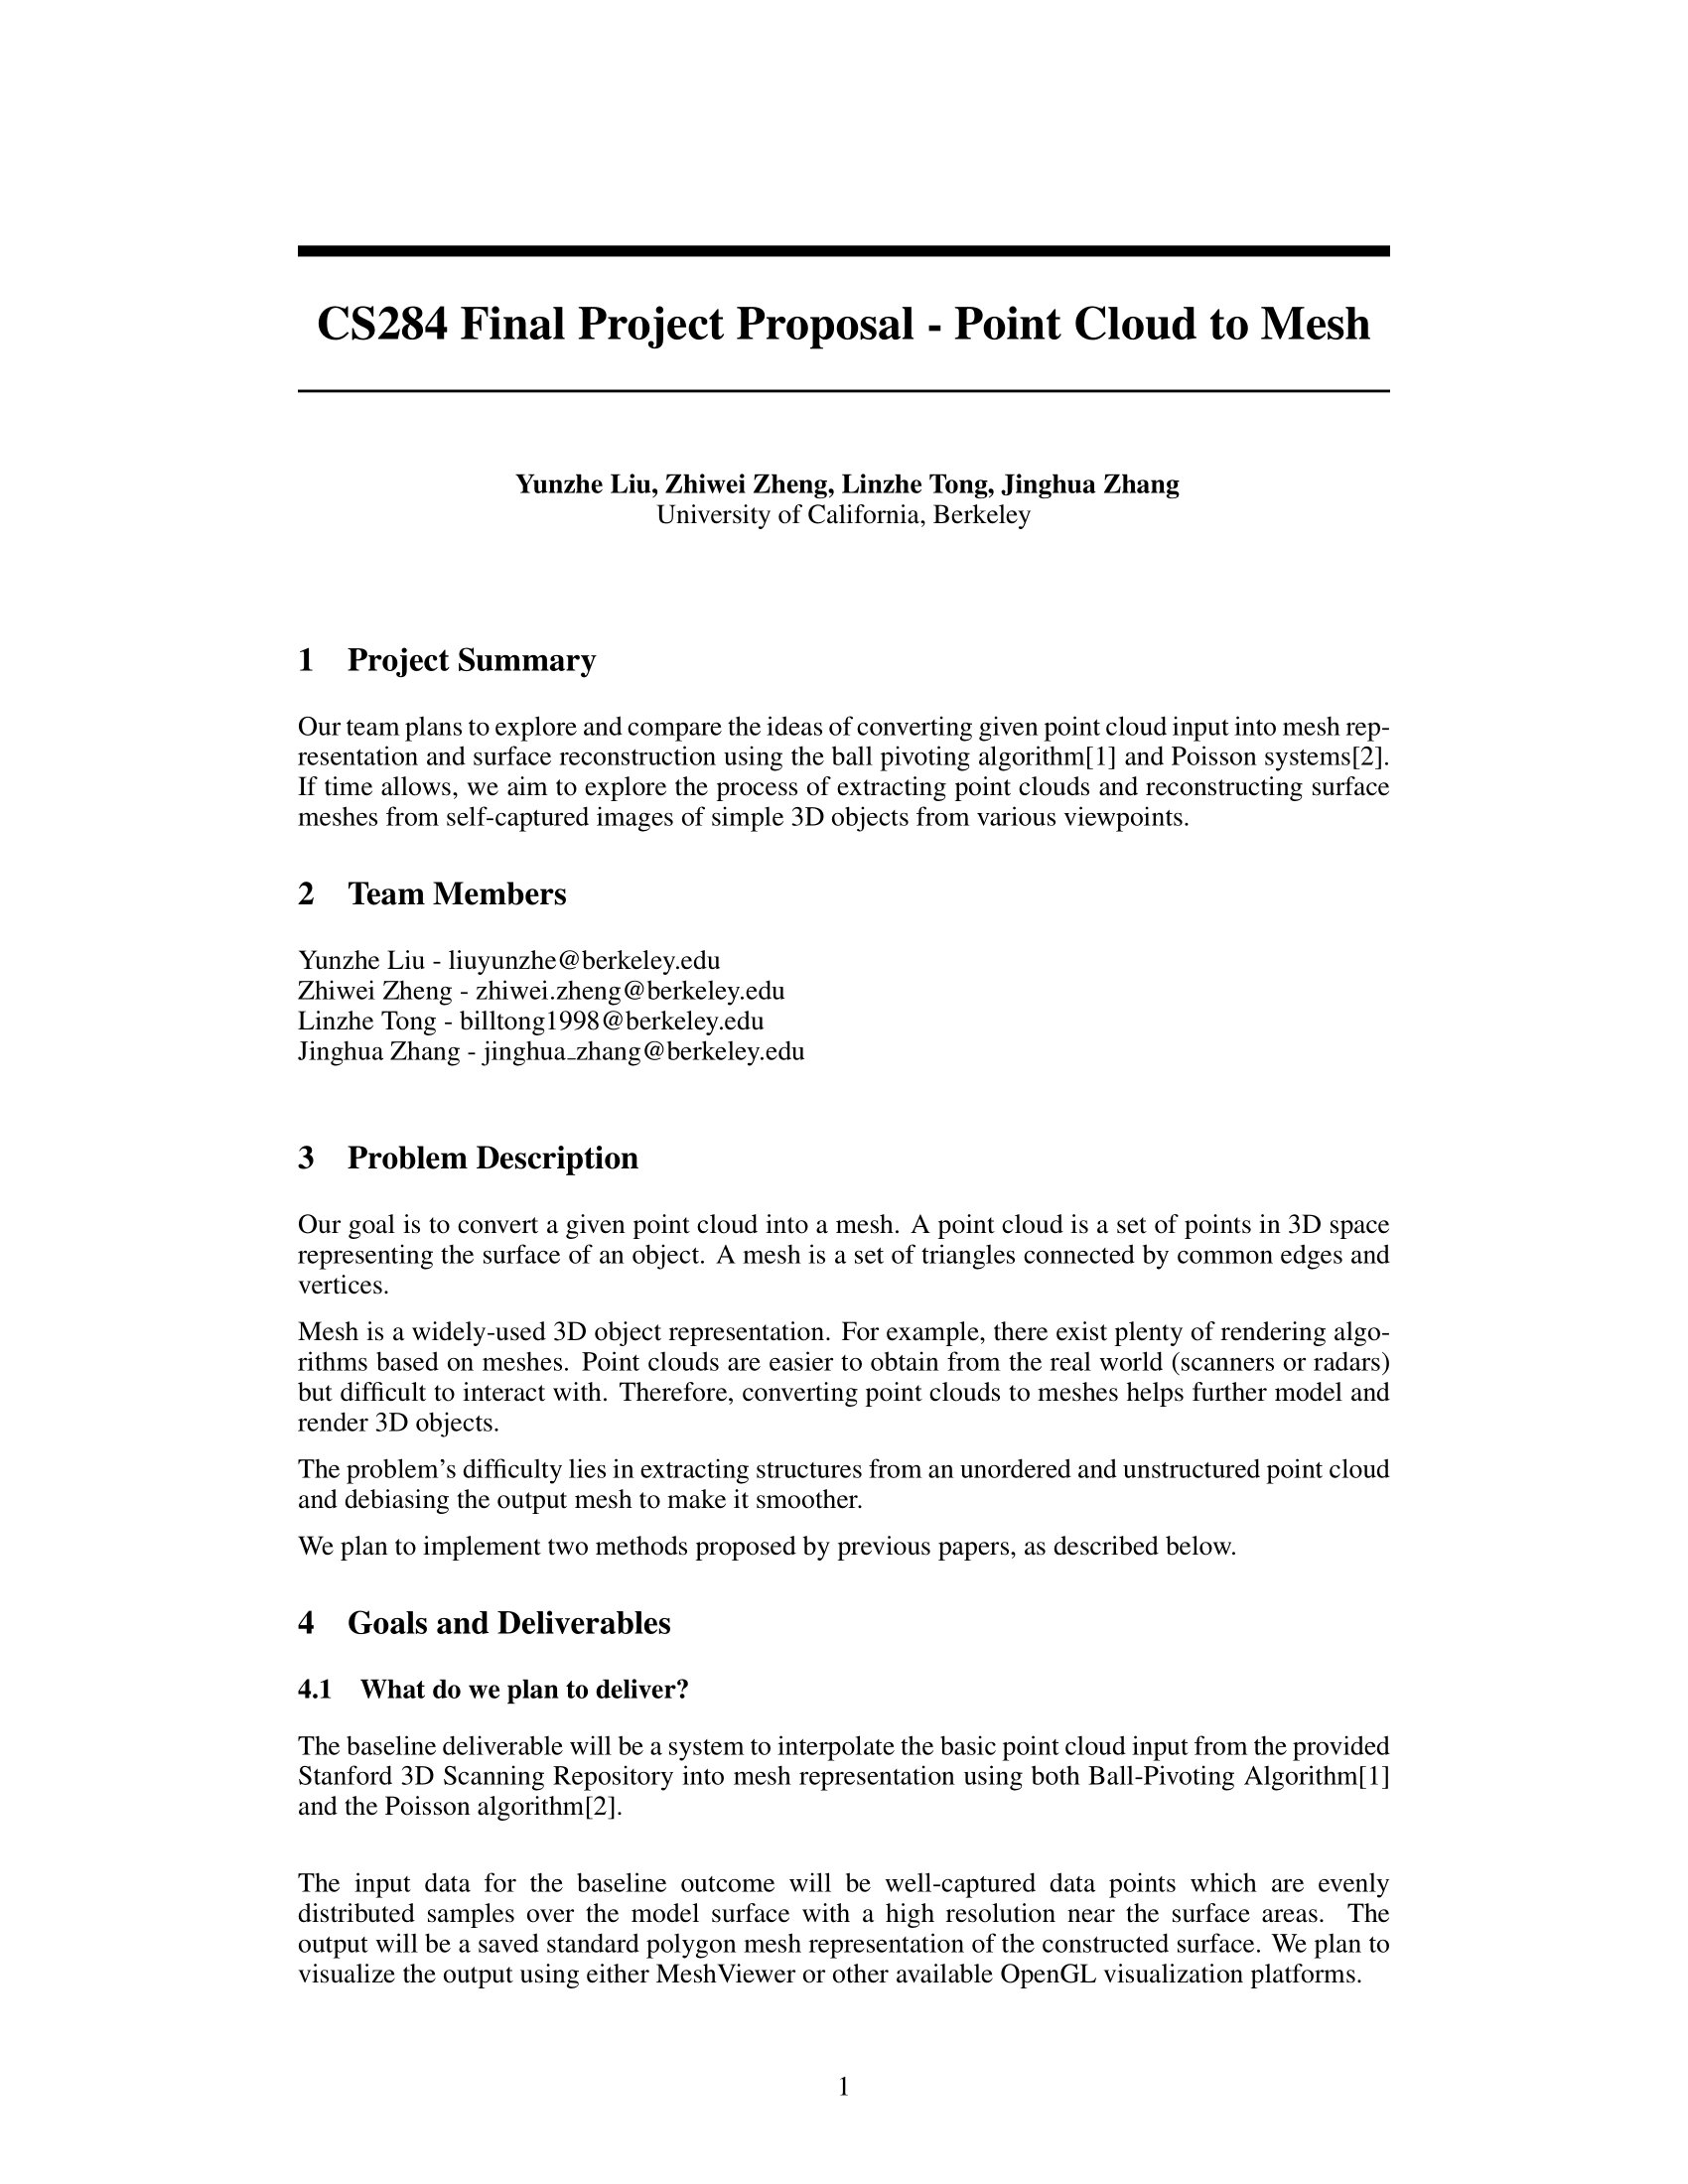 CS284 Final Project Proposal - Point Cloud to Mesh
Yunzhe Liu, Zhiwei Zheng, Linzhe Tong, Jinghua Zhang
University of California, Berkeley
1 Project Summary
Our team plans to explore and compare the ideas of converting given point cloud input into mesh rep-
resentation and surface reconstruction using the ball pivoting algorithm[1] and Poisson systems[2].
If time allows, we aim to explore the process of extracting point clouds and reconstructing surface
meshes from self-captured images of simple 3D objects from various viewpoints.
2 Team Members
Yunzhe Liu - liuyunzhe@berkeley.edu
Zhiwei Zheng - zhiwei.zheng@berkeley.edu
Linzhe Tong - billtong1998@berkeley.edu
Jinghua Zhang - jinghua_zhang@berkeley.edu
3 Problem Description
Our goal is to convert a given point cloud into a mesh. A point cloud is a set of points in 3D space
representing the surface of an object. A mesh is a set of triangles connected by common edges and
vertices.
Mesh is a widely-used 3D object representation. For example, there exist plenty of rendering algo-
rithms based on meshes. Point clouds are easier to obtain from the real world (scanners or radars)
but difficult to interact with. Therefore, converting point clouds to meshes helps further model and
render 3D objects.
The problem's difficulty lies in extracting structures from an unordered and unstructured point cloud
and debiasing the output mesh to make it smoother.
We plan to implement two methods proposed by previous papers, as described below.
4 Goals and Deliverables
4.1 What do we plan to deliver?
The baseline deliverable will be a system to interpolate the basic point cloud input from the provided
Stanford 3D Scanning Repository into mesh representation using both Ball-Pivoting Algorithm[1]
and the Poisson algorithm[2].
The input data for the baseline outcome will be well-captured data points which are evenly
distributed samples over the model surface with a high resolution near the surface areas. The
output will be a saved standard polygon mesh representation of the constructed surface. We plan to
visualize the output using either MeshViewer or other available OpenGL visualization platforms.
1